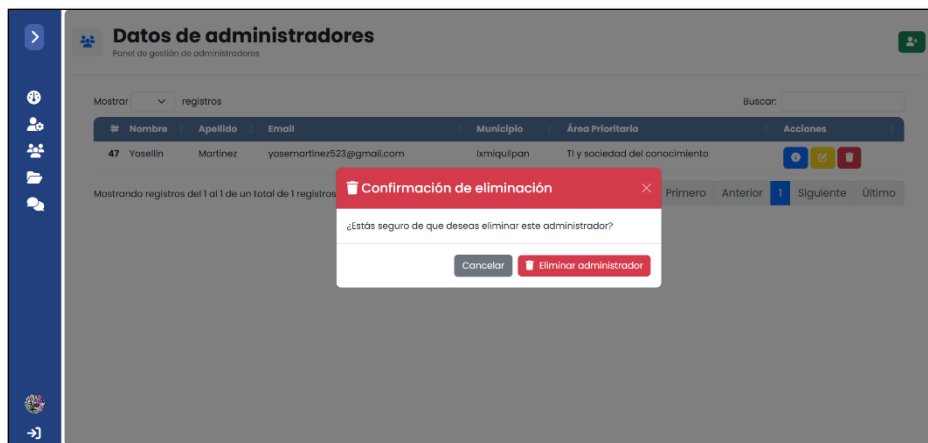 Datos de administradores
Panel de gestión de administradores
Mostrar registros Buscar:
# Nombre Apellido Email Municipio Área Prioritaria Acciones
47 Yosellin Martinez yosemartinez523@gmail.com Ixmiquilpan TI y sociedad del conocimiento
Mostrando registros del 1 al 1 de un total de 1 registros Primero Anterior 1 Siguiente Último
Confirmación de eliminación
¿Estás seguro de que deseas eliminar este administrador?
Cancelar Eliminar administrador